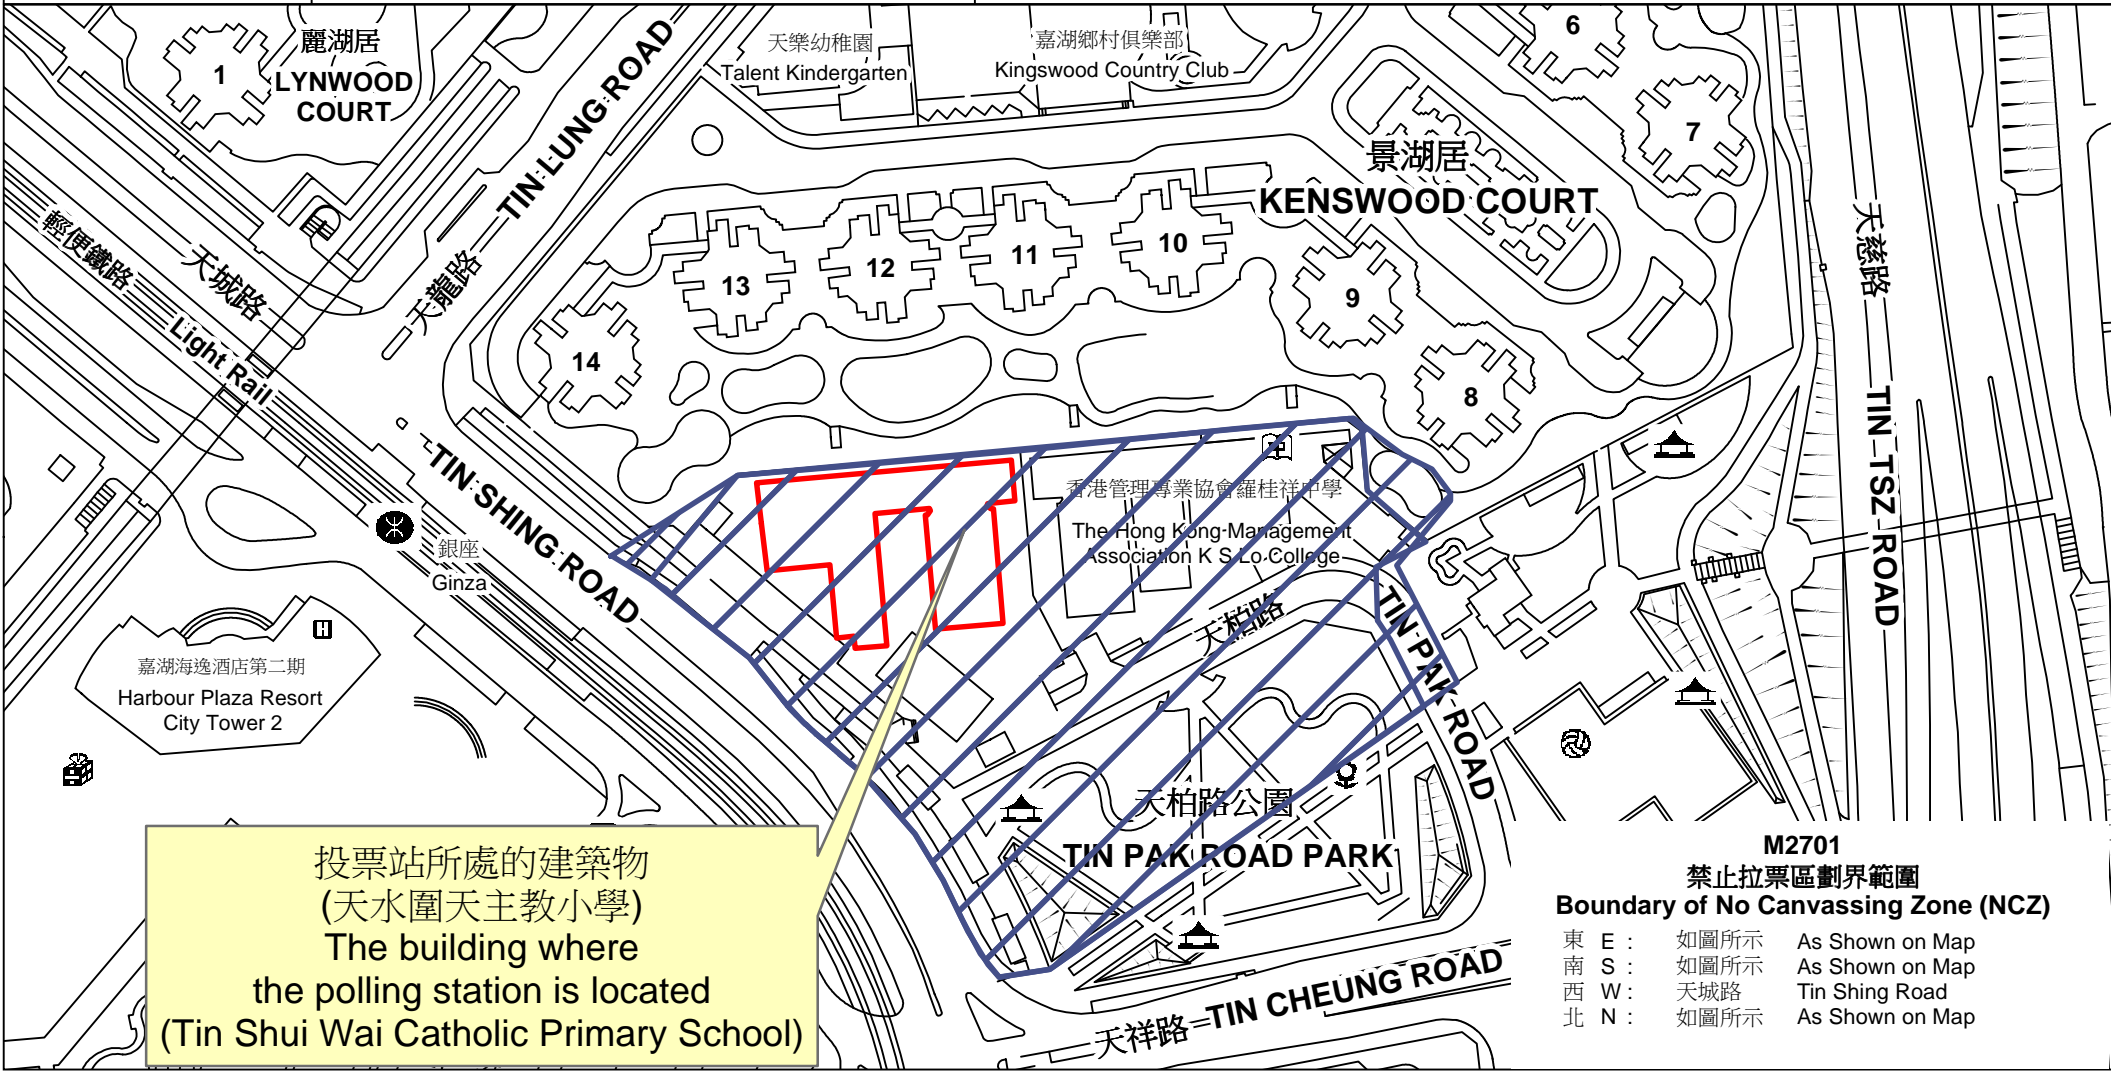 麗湖居
LYNWOOD
COURT
1
天樂幼稚園
Talent Kindergarten
嘉湖鄉村俱樂部
Kingswood Country Club
6
7
景湖居
KENSWOOD COURT
TIN LUNG ROAD
天龍路
輕便鐵路
Light Rail
天城路
TIN SHING ROAD
13
12
11
10
9
8
14
天慈路
TIN TSZ ROAD
銀座
Ginza
香港管理專業協會羅桂祥中學
The Hong Kong Management
Association K S Lo College
天柏路
TIN PAK ROAD
嘉湖海逸酒店第二期
Harbour Plaza Resort
City Tower 2
H
天柏路公園
TIN PAK ROAD PARK
投票站所處的建築物
(天水圍天主教小學)
The building where
the polling station is located
(Tin Shui Wai Catholic Primary School)
天祥路 TIN CHEUNG ROAD
M2701
禁止拉票區劃界範圍
Boundary of No Canvassing Zone (NCZ)
東 E : 如圖所示 As Shown on Map
南 S : 如圖所示 As Shown on Map
西 W : 天城路 Tin Shing Road
北 N : 如圖所示 As Shown on Map